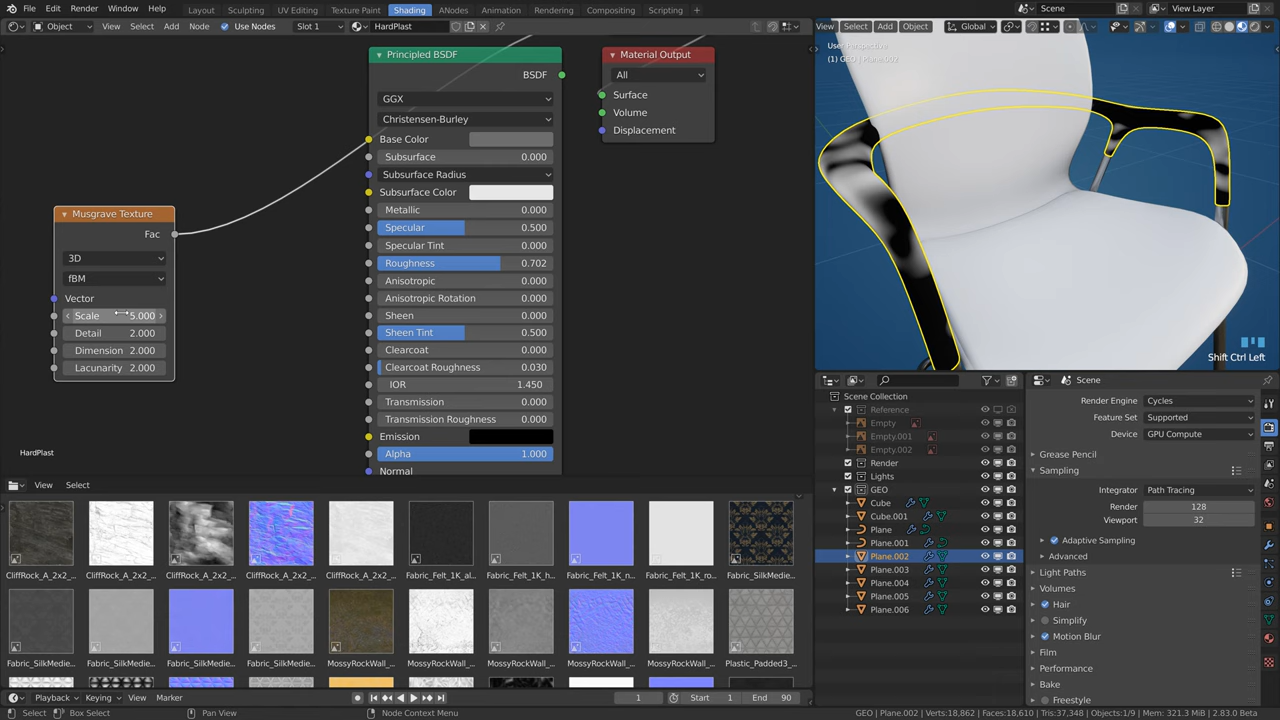 File Edit Render Window Help Layout Sculpting UV Editing Texture Paint Shading ANodes Animation Rendering Compositing Scripting Scene View Layer
Object View Select Add Node Use Nodes Slot 1 HardPlast
View Select Add Object Global
User Perspective
(1) GEO | Plane.002
Principled BSDF
BSDF
GGX
Christensen-Burley
Base Color
Subsurface 0.000
Subsurface Radius
Subsurface Color
Metallic 0.000
Specular 0.500
Specular Tint 0.000
Roughness 0.702
Anisotropic 0.000
Anisotropic Rotation 0.000
Sheen 0.000
Sheen Tint 0.500
Clearcoat 0.000
Clearcoat Roughness 0.030
IOR 1.450
Transmission 0.000
Transmission Roughness 0.000
Emission
Alpha 1.000
Normal
Material Output
All
Surface
Volume
Displacement
Musgrave Texture
Fac
3D
fBM
Vector
Scale 5.000
Detail 2.000
Dimension 2.000
Lacunarity 2.000
HardPlast
Shift Ctrl Left
View Select
CliffRock_A_2x2_... CliffRock_A_2x2_... CliffRock_A_2x2_... CliffRock_A_2x2_... CliffRock_A_2x2_... Fabric_Felt_1K_al... Fabric_Felt_1K_h... Fabric_Felt_1K_n... Fabric_Felt_1K_ro... Fabric_SilkMedie...
Fabric_SilkMedie... Fabric_SilkMedie... Fabric_SilkMedie... Fabric_SilkMedie... MossyRockWall_... MossyRockWall_... MossyRockWall_... MossyRockWall_... MossyRockWall_... Plastic_Padded3_...
Scene Collection
Reference
Empty
Empty.001
Empty.002
Render
Lights
GEO
Cube
Cube.001
Plane
Plane.001
Plane.002
Plane.003
Plane.004
Plane.005
Plane.006
Scene
Render Engine Cycles
Feature Set Supported
Device GPU Compute
Grease Pencil
Sampling
Integrator Path Tracing
Render 128
Viewport 32
Adaptive Sampling
Advanced
Light Paths
Volumes
Hair
Simplify
Motion Blur
Film
Performance
Bake
Freestyle
Playback Keying View Marker 1 Start 1 End 90
Select Box Select Pan View Node Context Menu GEO | Plane.002 | Verts:18,862 | Faces:18,610 | Tris:37,348 | Objects:1/9 | Mem: 321.3 MiB | 2.83.0 Beta